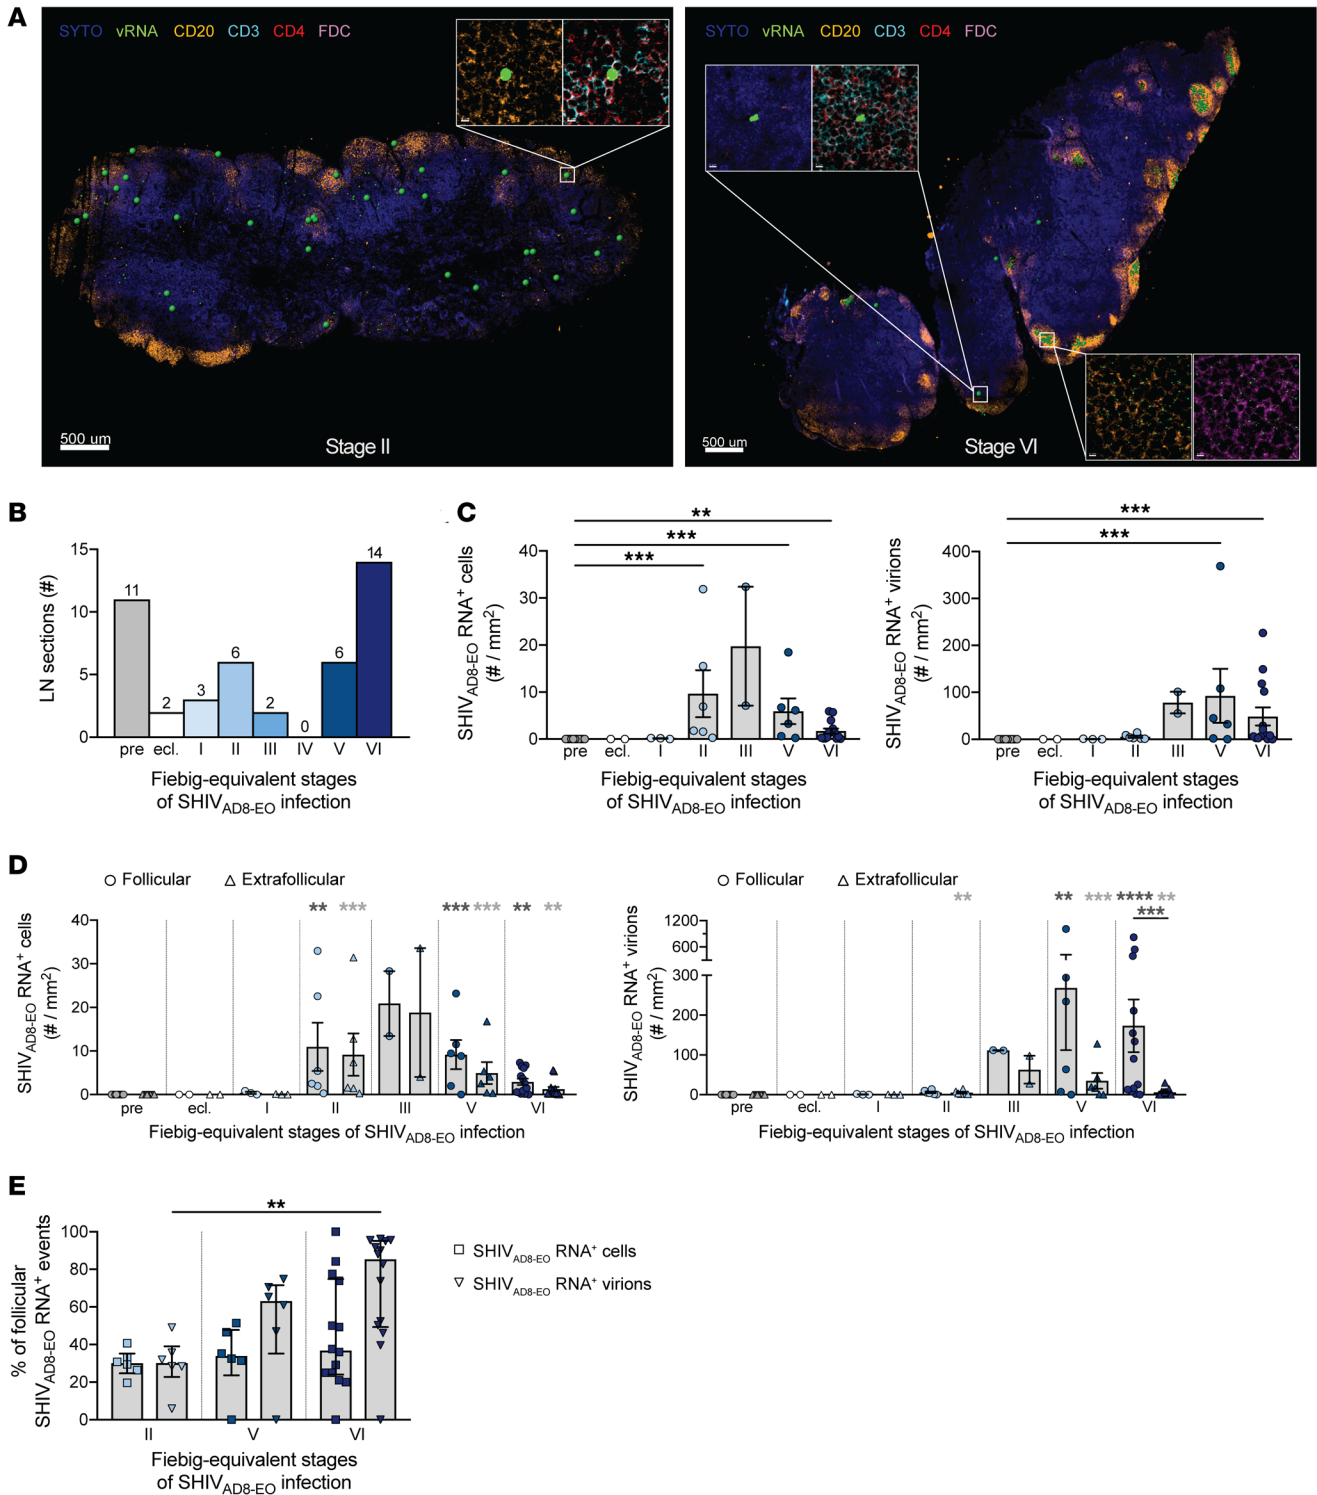 A
SYTO vRNA CD20 CD3 CD4 FDC
500 um
Stage II
SYTO vRNA CD20 CD3 CD4 FDC
500 um
Stage VI
B
LN sections (#)
15
10
5
0
11
2
3
6
2
0
6
14
pre ecl. I II III IV V VI
Fiebig-equivalent stages
of SHIVAD8-EO infection
C
SHIVAD8-EO RNA+ cells
(# / mm2)
40
30
20
10
0
**
***
***
pre ecl. I II III V VI
Fiebig-equivalent stages
of SHIVAD8-EO infection
SHIVAD8-EO RNA+ virions
(# / mm2)
400
300
200
100
0
***
***
pre ecl. I II III V VI
Fiebig-equivalent stages
of SHIVAD8-EO infection
D
Follicular Extrafollicular
SHIVAD8-EO RNA+ cells
(# / mm2)
40
30
20
10
0
** *** *** *** ** **
pre ecl. I II III V VI
Fiebig-equivalent stages of SHIVAD8-EO infection
Follicular Extrafollicular
SHIVAD8-EO RNA+ virions
(# / mm2)
1200
600
300
200
100
0
** ** *** **** **
***
pre ecl. I II III V VI
Fiebig-equivalent stages of SHIVAD8-EO infection
E
% of follicular
SHIVAD8-EO RNA+ events
100
80
60
40
20
0
**
II V VI
Fiebig-equivalent stages
of SHIVAD8-EO infection
SHIVAD8-EO RNA+ cells
SHIVAD8-EO RNA+ virions